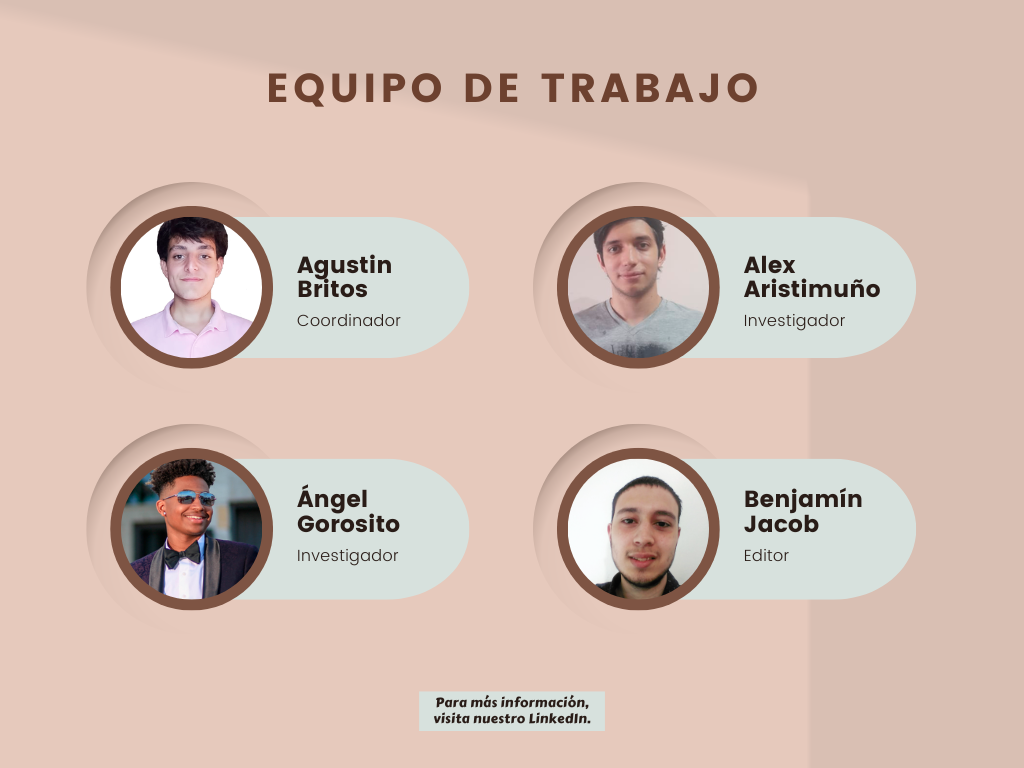 EQUIPO DE TRABAJO
Agustin
Britos
Coordinador
Alex
Aristimuño
Investigador
Ángel
Gorosito
Investigador
Benjamín
Jacob
Editor
Para más información,
visita nuestro LinkedIn.